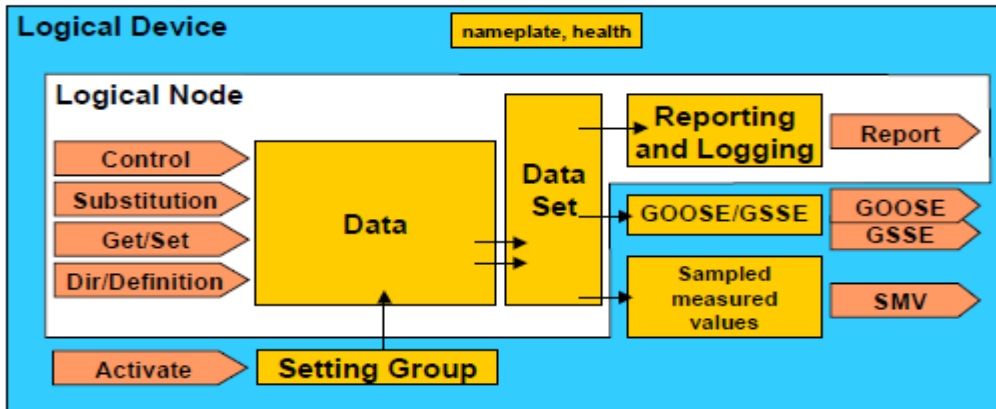 Logical Device
nameplate, health
Logical Node
Control
Substitution
Get/Set
Dir/Definition
Data
Data
Set
Reporting
and Logging
Report
GOOSE/GSSE
GOOSE
GSSE
Sampled
measured
values
SMV
Activate
Setting Group